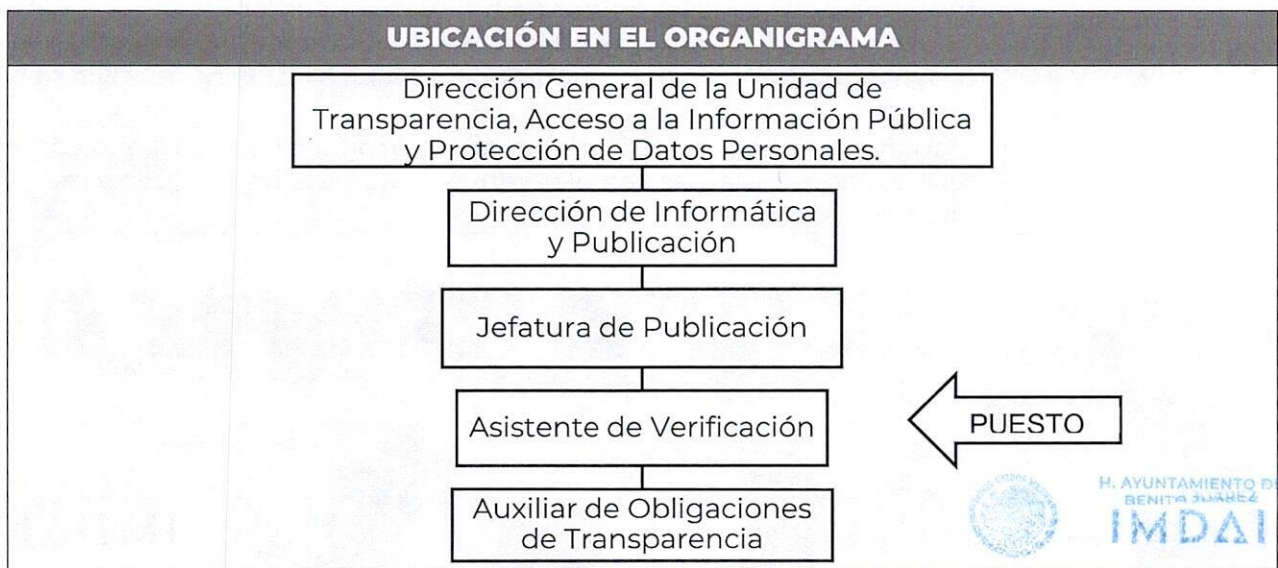 UBICACIÓN EN EL ORGANIGRAMA
Dirección General de la Unidad de
Transparencia, Acceso a la Información Pública
y Protección de Datos Personales.
Dirección de Informática
y Publicación
Jefatura de Publicación
Asistente de Verificación
PUESTO
Auxiliar de Obligaciones
de Transparencia
H. AYUNTAMIENTO DE
BENITO JUÁREZ
IMDAI